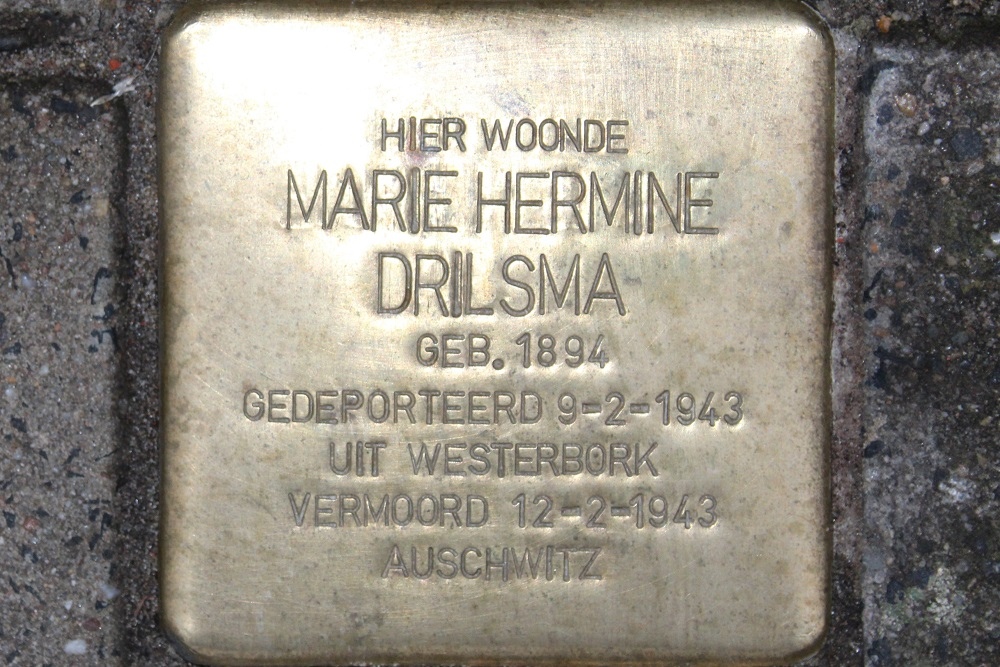 HIER WOONDE
MARIE HERMINE
DRILSMA
GEB. 1894
GEDEPORTEERD 9-2-1943
UIT WESTERBORK
VERMOORD 12-2-1943
AUSCHWITZ